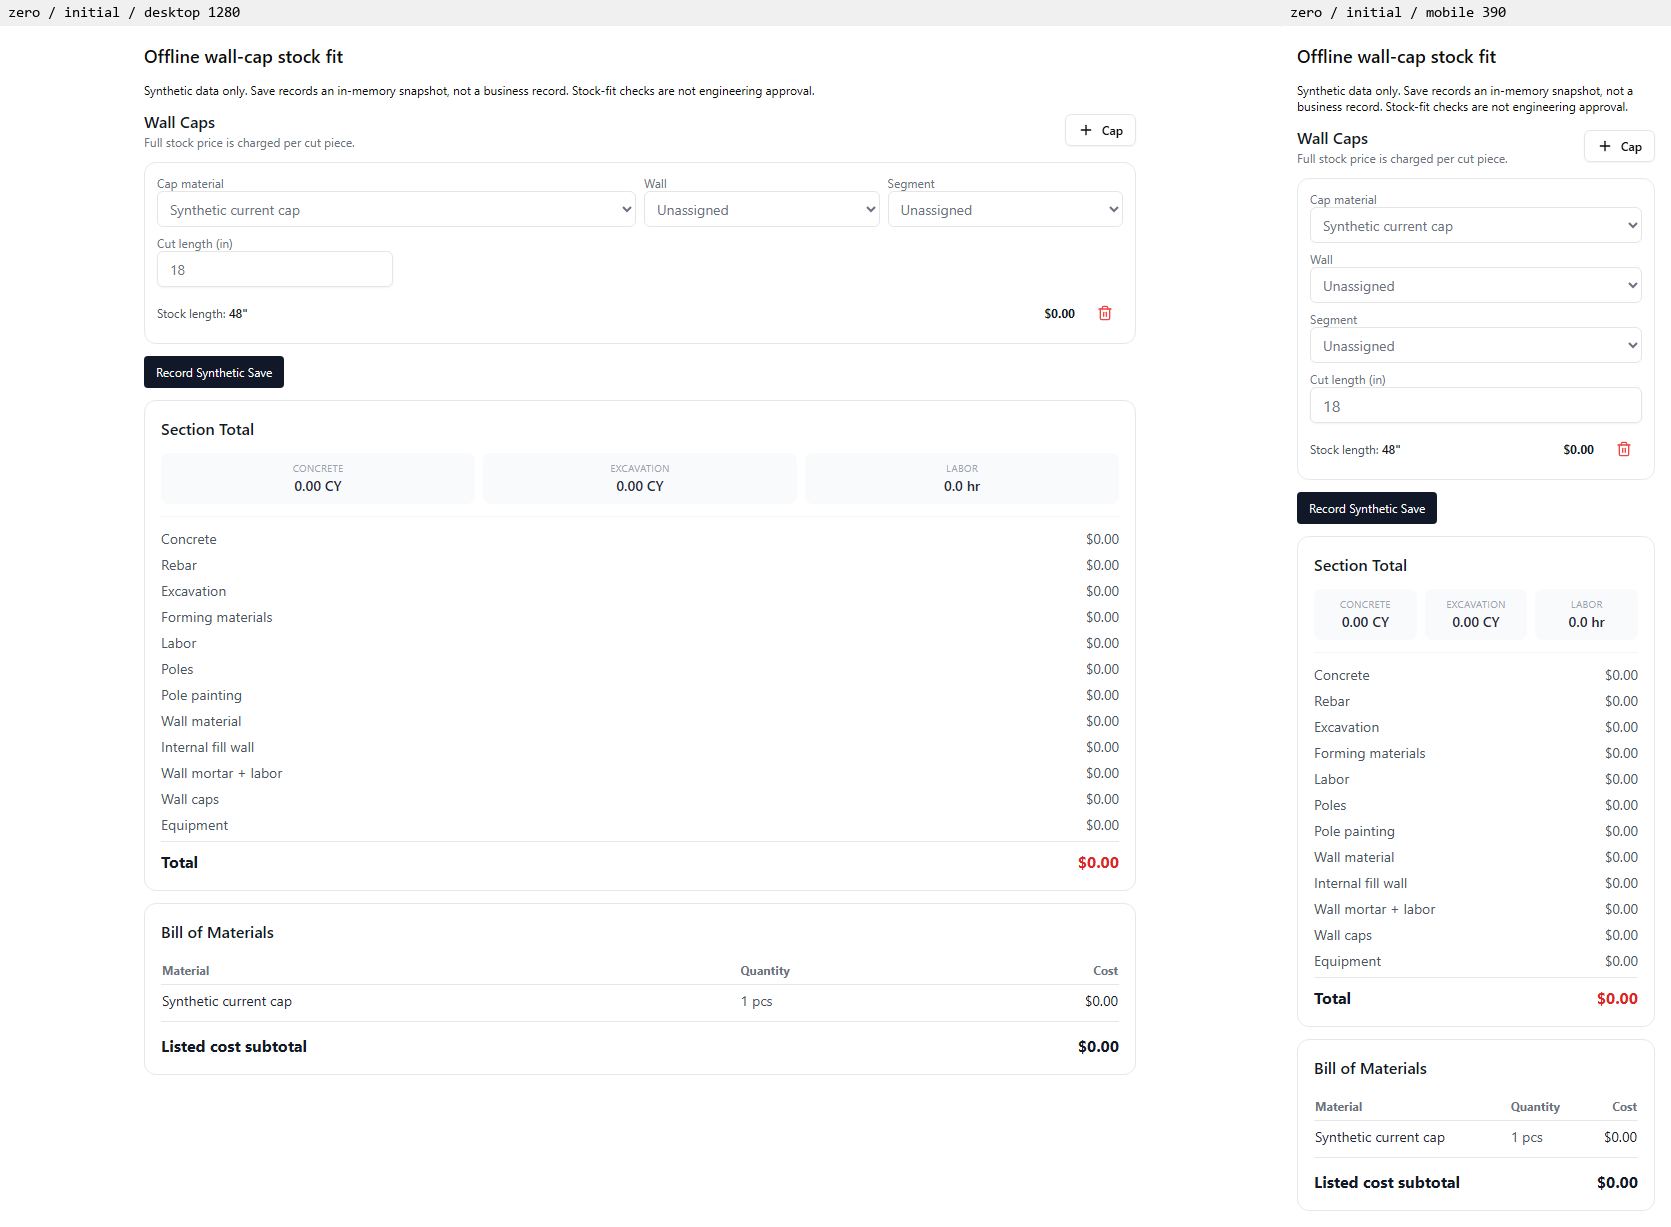 zero / initial / desktop 1280
Offline wall-cap stock fit
Synthetic data only. Save records an in-memory snapshot, not a business record. Stock-fit checks are not engineering approval.
Wall Caps
Full stock price is charged per cut piece.
+ Cap
Cap material
Wall
Segment
Synthetic current cap
Unassigned
Unassigned
Cut length (in)
18
Stock length: 48"
$0.00
Record Synthetic Save
Section Total
CONCRETE
0.00 CY
EXCAVATION
0.00 CY
LABOR
0.0 hr
Concrete $0.00
Rebar $0.00
Excavation $0.00
Forming materials $0.00
Labor $0.00
Poles $0.00
Pole painting $0.00
Wall material $0.00
Internal fill wall $0.00
Wall mortar + labor $0.00
Wall caps $0.00
Equipment $0.00
Total $0.00
Bill of Materials
Material Quantity Cost
Synthetic current cap 1 pcs $0.00
Listed cost subtotal $0.00
zero / initial / mobile 390
Offline wall-cap stock fit
Synthetic data only. Save records an in-memory snapshot, not a
business record. Stock-fit checks are not engineering approval.
Wall Caps
Full stock price is charged per cut piece.
+ Cap
Cap material
Synthetic current cap
Wall
Unassigned
Segment
Unassigned
Cut length (in)
18
Stock length: 48"
$0.00
Record Synthetic Save
Section Total
CONCRETE
0.00 CY
EXCAVATION
0.00 CY
LABOR
0.0 hr
Concrete $0.00
Rebar $0.00
Excavation $0.00
Forming materials $0.00
Labor $0.00
Poles $0.00
Pole painting $0.00
Wall material $0.00
Internal fill wall $0.00
Wall mortar + labor $0.00
Wall caps $0.00
Equipment $0.00
Total $0.00
Bill of Materials
Material Quantity Cost
Synthetic current cap 1 pcs $0.00
Listed cost subtotal $0.00